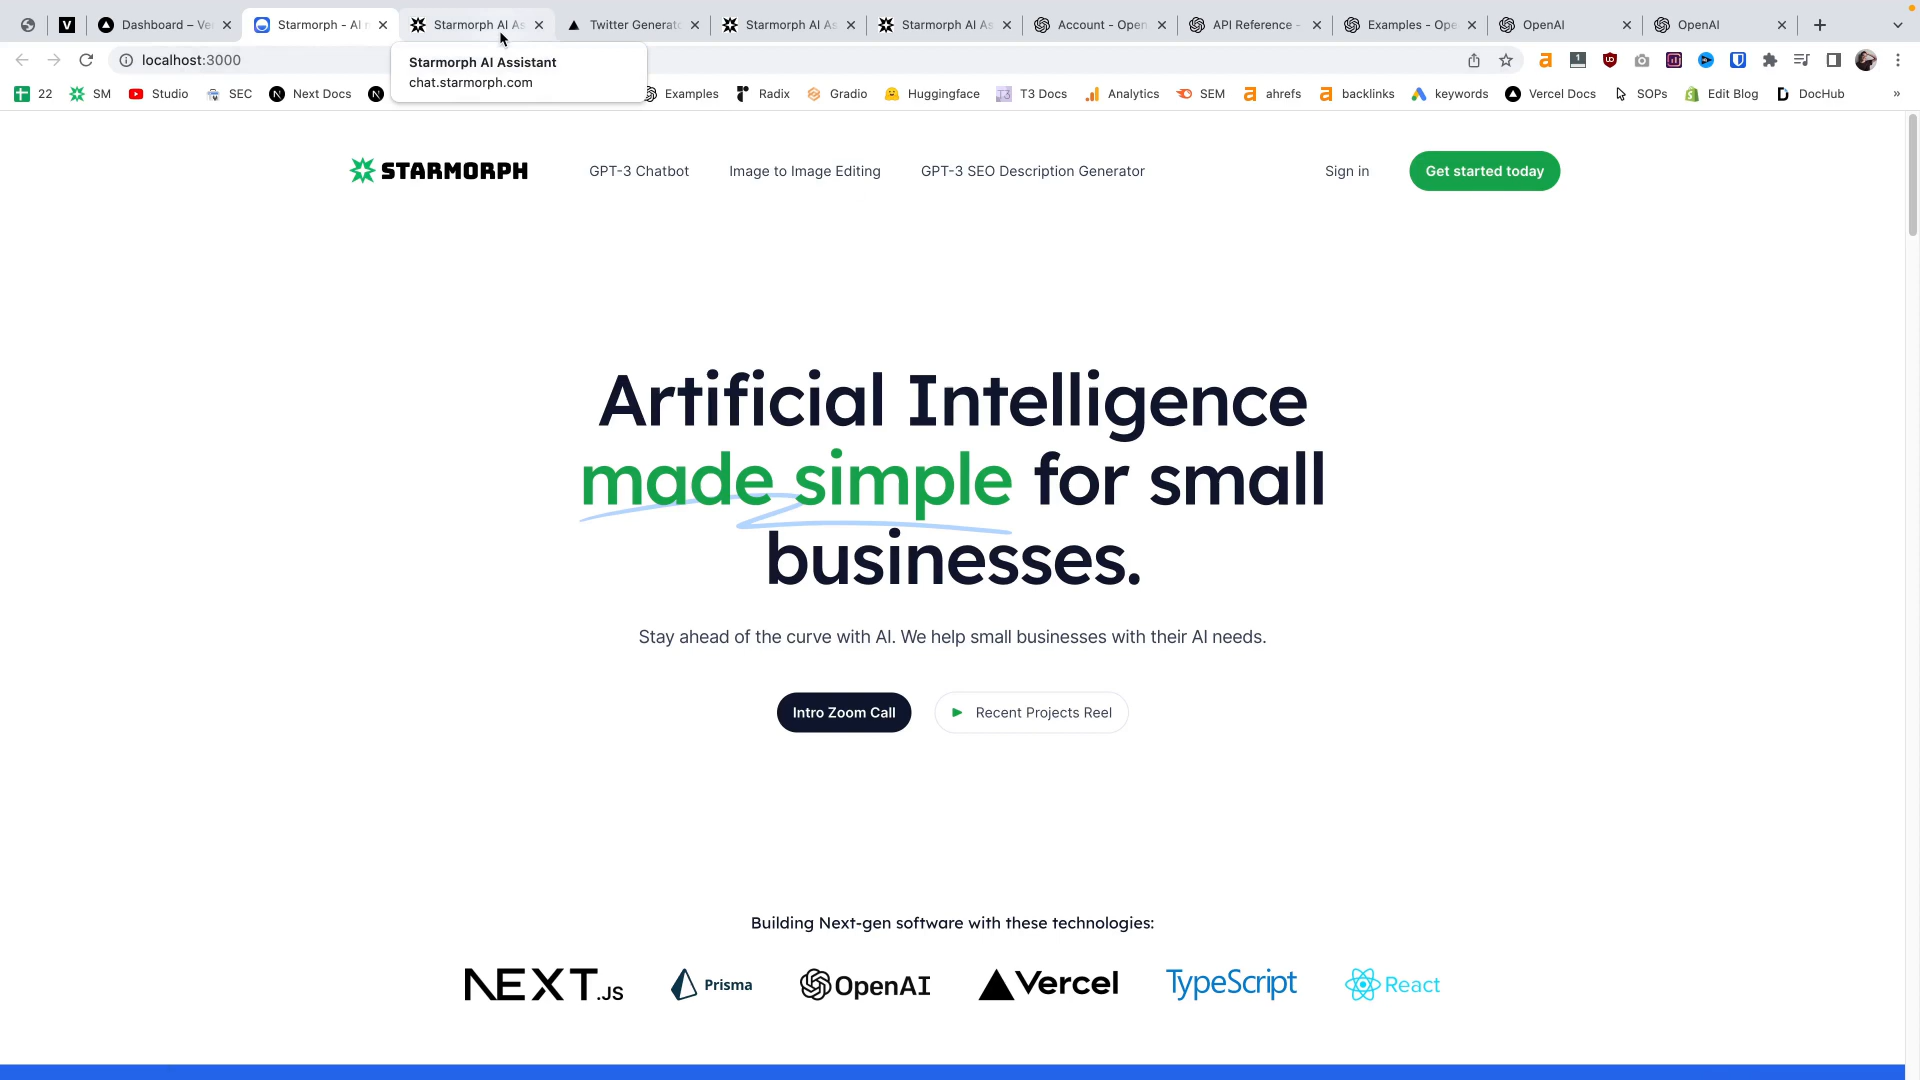 Dashboard – Ve
Starmorph - AI
Starmorph AI As
Twitter Generato
Starmorph AI As
Starmorph AI As
Account - Open
API Reference -
Examples - Ope
OpenAI
OpenAI
localhost:3000
Starmorph AI Assistant
chat.starmorph.com
22
SM
Studio
SEC
Next Docs
Examples
Radix
Gradio
Huggingface
T3 Docs
Analytics
SEM
ahrefs
backlinks
keywords
Vercel Docs
SOPs
Edit Blog
DocHub
»
STARMORPH
GPT-3 Chatbot
Image to Image Editing
GPT-3 SEO Description Generator
Sign in
Get started today
Artificial Intelligence
made simple for small
businesses.
Stay ahead of the curve with AI. We help small businesses with their AI needs.
Intro Zoom Call
Recent Projects Reel
Building Next-gen software with these technologies:
NEXT.JS
Prisma
OpenAI
Vercel
TypeScript
React